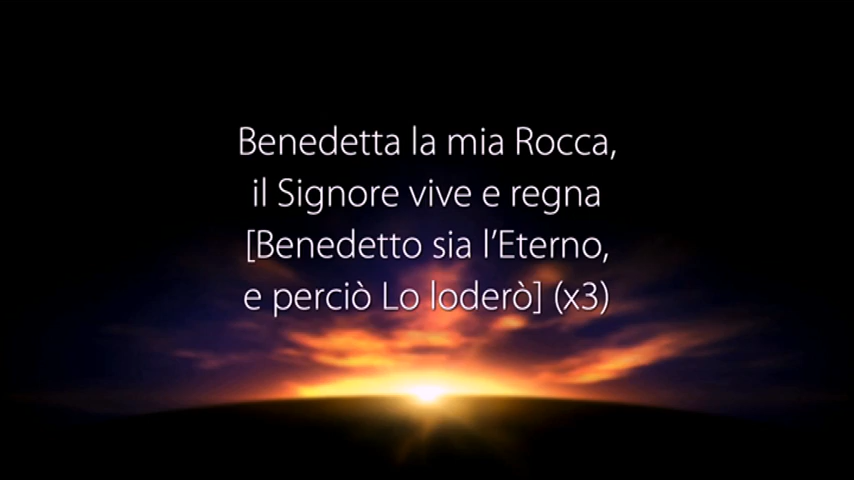 Benedetta la mia Rocca,
il Signore vive e regna
[Benedetto sia l’Eterno,
e perciò Lo loderò] (x3)